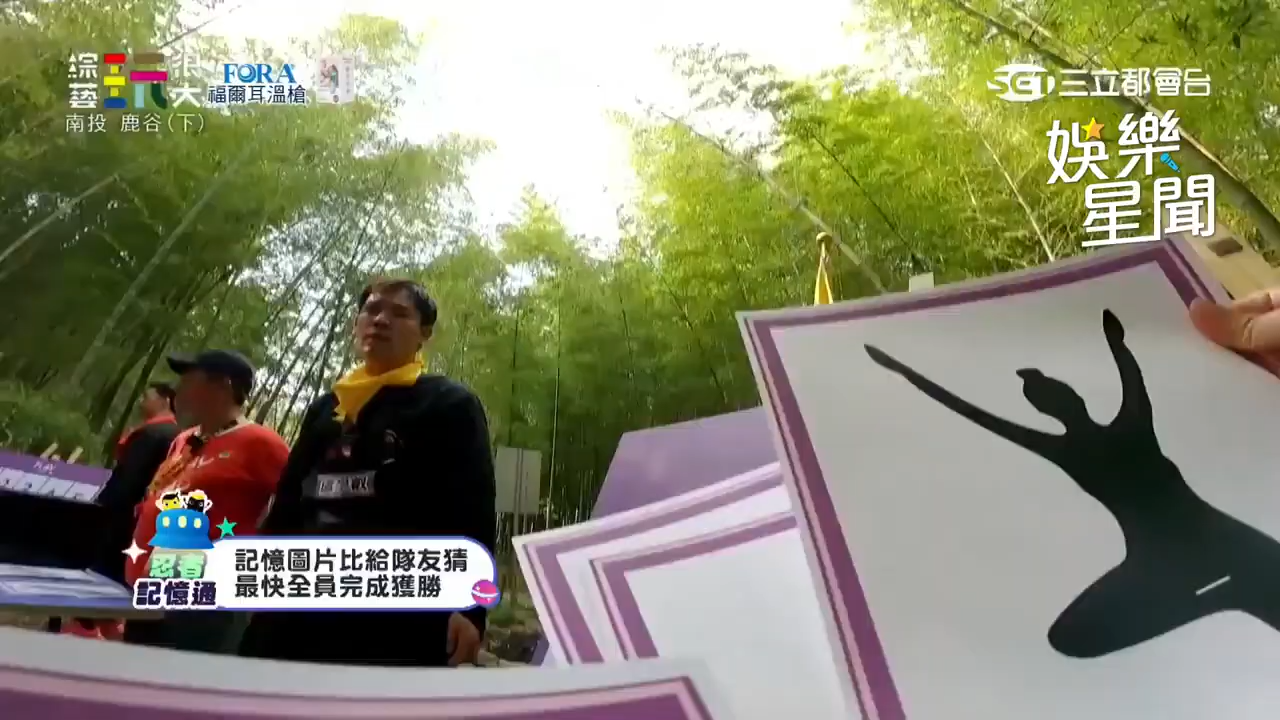 綜藝玩很大
FORA
福爾耳溫槍
南投 鹿谷(下)
SET 三立都會台
娛樂
星聞
忍者
記憶通
記憶圖片比給隊友猜
最快全員完成獲勝